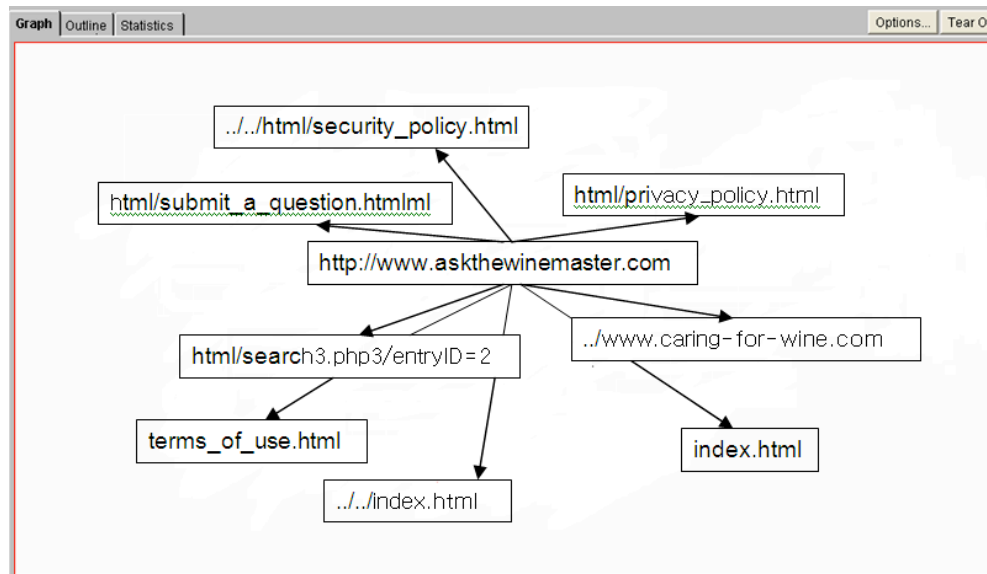 Graph Outline Statistics Options... Tear O
../../html/security_policy.html
html/submit_a_question.htmlml
html/privacy_policy.html
http://www.askthewinemaster.com
html/search3.php3/entryID=2
../www.caring-for-wine.com
terms_of_use.html
index.html
../../index.html